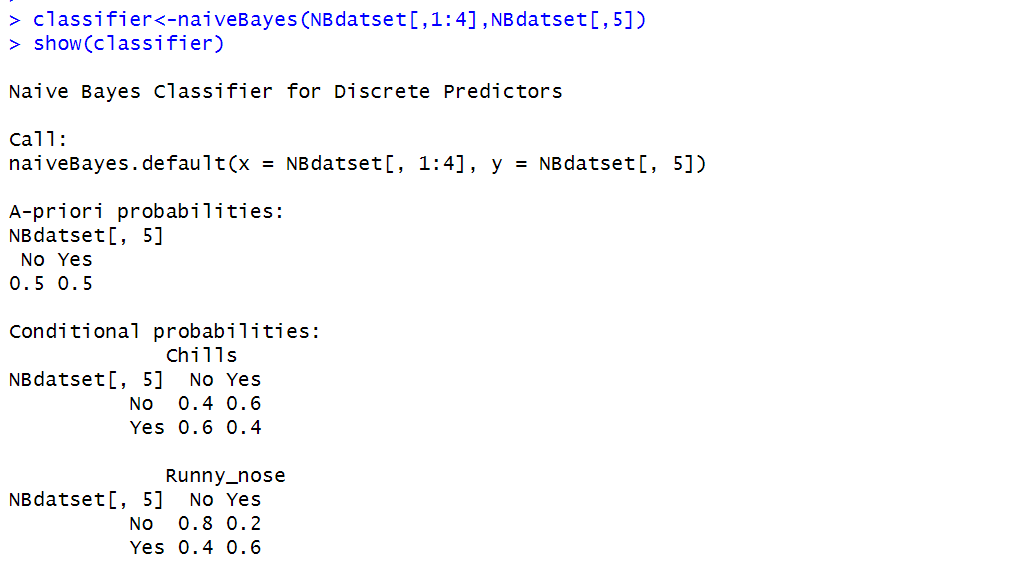 > classifier<-naiveBayes(NBdatset[,1:4],NBdatset[,5])
> show(classifier)
Naive Bayes Classifier for Discrete Predictors
Call:
naiveBayes.default(x = NBdatset[, 1:4], y = NBdatset[, 5])
A-priori probabilities:
NBdatset[, 5]
No Yes
0.5 0.5
Conditional probabilities:
Chills
NBdatset[, 5] No Yes
No 0.4 0.6
Yes 0.6 0.4
Runny_nose
NBdatset[, 5] No Yes
No 0.8 0.2
Yes 0.4 0.6